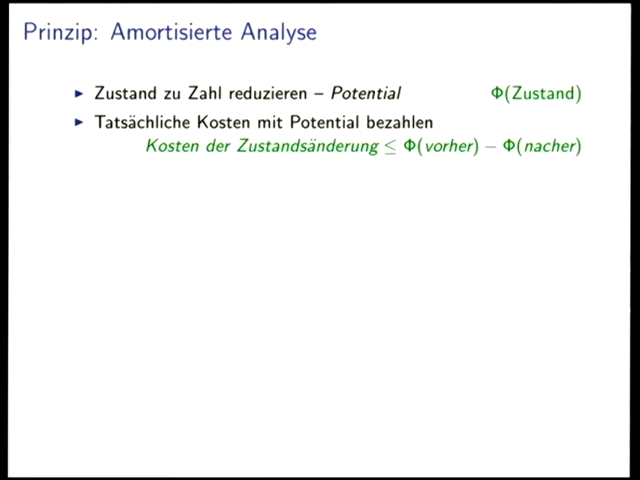 Prinzip: Amortisierte Analyse
▶ Zustand zu Zahl reduzieren – Potential Φ(Zustand)
▶ Tatsächliche Kosten mit Potential bezahlen
Kosten der Zustandsänderung ≤ Φ(vorher) − Φ(nacher)